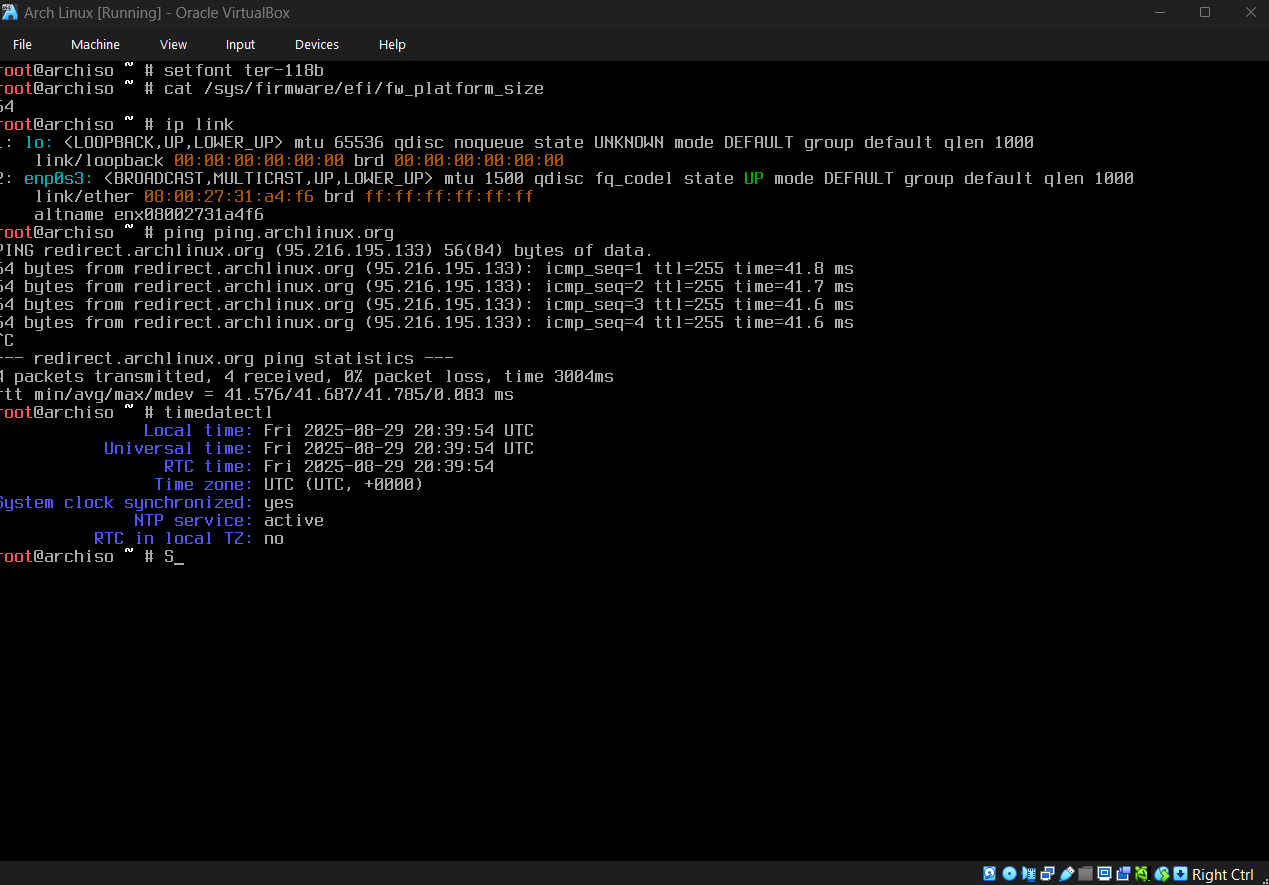 Arch Linux [Running] - Oracle VirtualBox
File Machine View Input Devices Help
root@archiso ~ # setfont ter-118b
root@archiso ~ # cat /sys/firmware/efi/fw_platform_size
64
root@archiso ~ # ip link
1: lo: <LOOPBACK,UP,LOWER_UP> mtu 65536 qdisc noqueue state UNKNOWN mode DEFAULT group default qlen 1000
    link/loopback 00:00:00:00:00:00 brd 00:00:00:00:00:00
2: enp0s3: <BROADCAST,MULTICAST,UP,LOWER_UP> mtu 1500 qdisc fq_codel state UP mode DEFAULT group default qlen 1000
    link/ether 08:00:27:31:a4:f6 brd ff:ff:ff:ff:ff:ff
    altname enx08002731a4f6
root@archiso ~ # ping ping.archlinux.org
PING redirect.archlinux.org (95.216.195.133) 56(84) bytes of data.
64 bytes from redirect.archlinux.org (95.216.195.133): icmp_seq=1 ttl=255 time=41.8 ms
64 bytes from redirect.archlinux.org (95.216.195.133): icmp_seq=2 ttl=255 time=41.7 ms
64 bytes from redirect.archlinux.org (95.216.195.133): icmp_seq=3 ttl=255 time=41.6 ms
64 bytes from redirect.archlinux.org (95.216.195.133): icmp_seq=4 ttl=255 time=41.6 ms
^C
--- redirect.archlinux.org ping statistics ---
4 packets transmitted, 4 received, 0% packet loss, time 3004ms
rtt min/avg/max/mdev = 41.576/41.687/41.785/0.083 ms
root@archiso ~ # timedatectl
               Local time: Fri 2025-08-29 20:39:54 UTC
           Universal time: Fri 2025-08-29 20:39:54 UTC
                 RTC time: Fri 2025-08-29 20:39:54
                Time zone: UTC (UTC, +0000)
System clock synchronized: yes
              NTP service: active
          RTC in local TZ: no
root@archiso ~ # S_
Right Ctrl